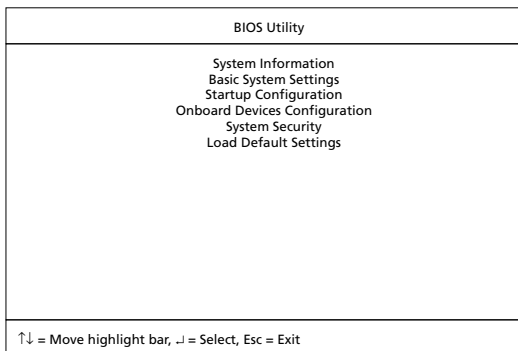 BIOS Utility
System Information
Basic System Settings
Startup Configuration
Onboard Devices Configuration
System Security
Load Default Settings
↑↓ = Move highlight bar, ↵ = Select, Esc = Exit